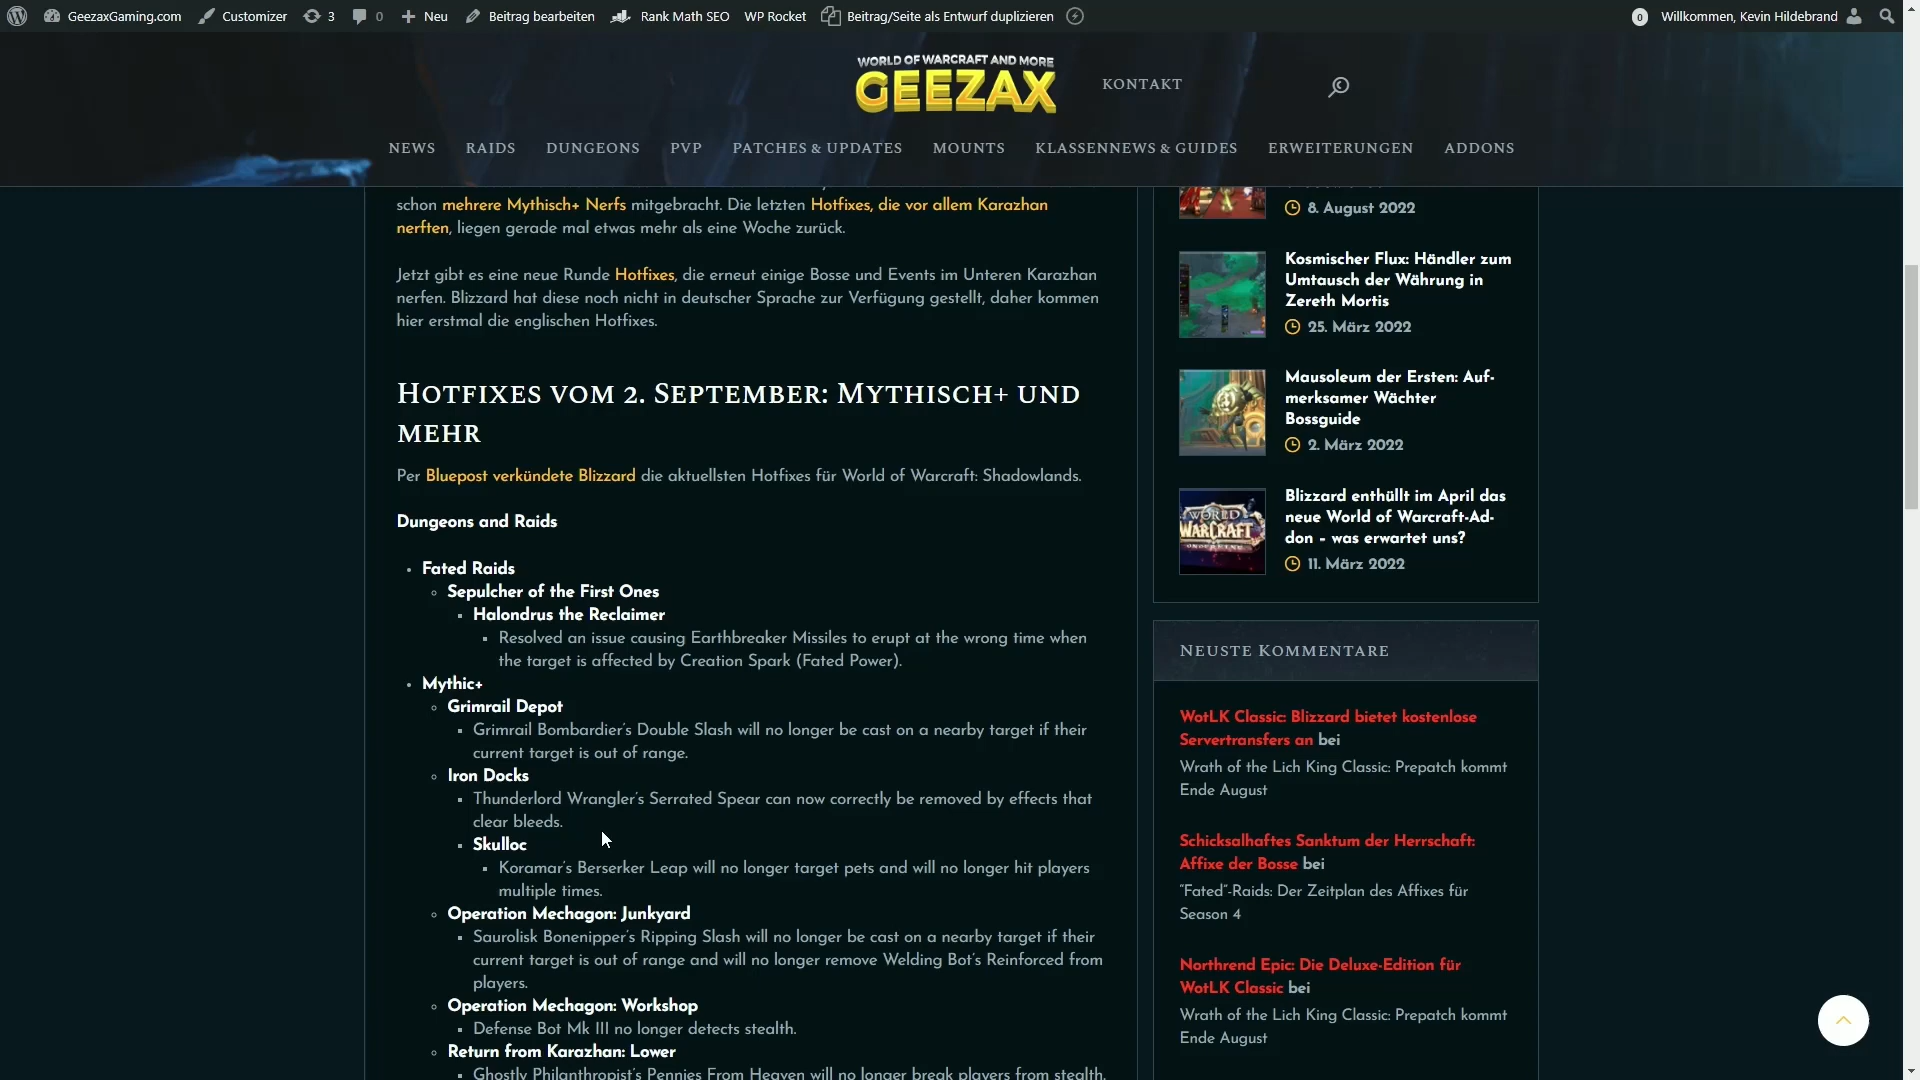 GeezaxGaming.com Customizer 3 0 Neu Beitrag bearbeiten Rank Math SEO WP Rocket Beitrag/Seite als Entwurf duplizieren 0 Willkommen, Kevin Hildebrand
WORLD OF WARCRAFT AND MORE
GEEZAX
KONTAKT
NEWS RAIDS DUNGEONS PVP PATCHES & UPDATES MOUNTS KLASSENNEWS & GUIDES ERWEITERUNGEN ADDONS
schon mehrere Mythisch+ Nerfs mitgebracht. Die letzten Hotfixes, die vor allem Karazhan
nerften, liegen gerade mal etwas mehr als eine Woche zurück.
Jetzt gibt es eine neue Runde Hotfixes, die erneut einige Bosse und Events im Unteren Karazhan
nerfen. Blizzard hat diese noch nicht in deutscher Sprache zur Verfügung gestellt, daher kommen
hier erstmal die englischen Hotfixes.
Hotfixes vom 2. September: Mythisch+ und
mehr
Per Bluepost verkündete Blizzard die aktuellsten Hotfixes für World of Warcraft: Shadowlands.
Dungeons and Raids
Fated Raids
Sepulcher of the First Ones
Halondrus the Reclaimer
Resolved an issue causing Earthbreaker Missiles to erupt at the wrong time when
the target is affected by Creation Spark (Fated Power).
Mythic+
Grimrail Depot
Grimrail Bombardier's Double Slash will no longer be cast on a nearby target if their
current target is out of range.
Iron Docks
Thunderlord Wrangler's Serrated Spear can now correctly be removed by effects that
clear bleeds.
Skulloc
Koramar's Berserker Leap will no longer target pets and will no longer hit players
multiple times.
Operation Mechagon: Junkyard
Saurolisk Bonenipper's Ripping Slash will no longer be cast on a nearby target if their
current target is out of range and will no longer remove Welding Bot's Reinforced from
players.
Operation Mechagon: Workshop
Defense Bot Mk III no longer detects stealth.
Return from Karazhan: Lower
Ghostly Philanthropist's Pennies From Heaven will no longer break players from stealth.
8. August 2022
Kosmischer Flux: Händler zum
Umtausch der Währung in
Zereth Mortis
25. März 2022
Mausoleum der Ersten: Auf-
merksamer Wächter
Bossguide
2. März 2022
WORLD
WARCRAFT
Blizzard enthüllt im April das
neue World of Warcraft-Ad-
don – was erwartet uns?
11. März 2022
Neuste Kommentare
WotLK Classic: Blizzard bietet kostenlose
Servertransfers an bei
Wrath of the Lich King Classic: Prepatch kommt
Ende August
Schicksalhaftes Sanktum der Herrschaft:
Affixe der Bosse bei
"Fated"-Raids: Der Zeitplan des Affixes für
Season 4
Northrend Epic: Die Deluxe-Edition für
WotLK Classic bei
Wrath of the Lich King Classic: Prepatch kommt
Ende August